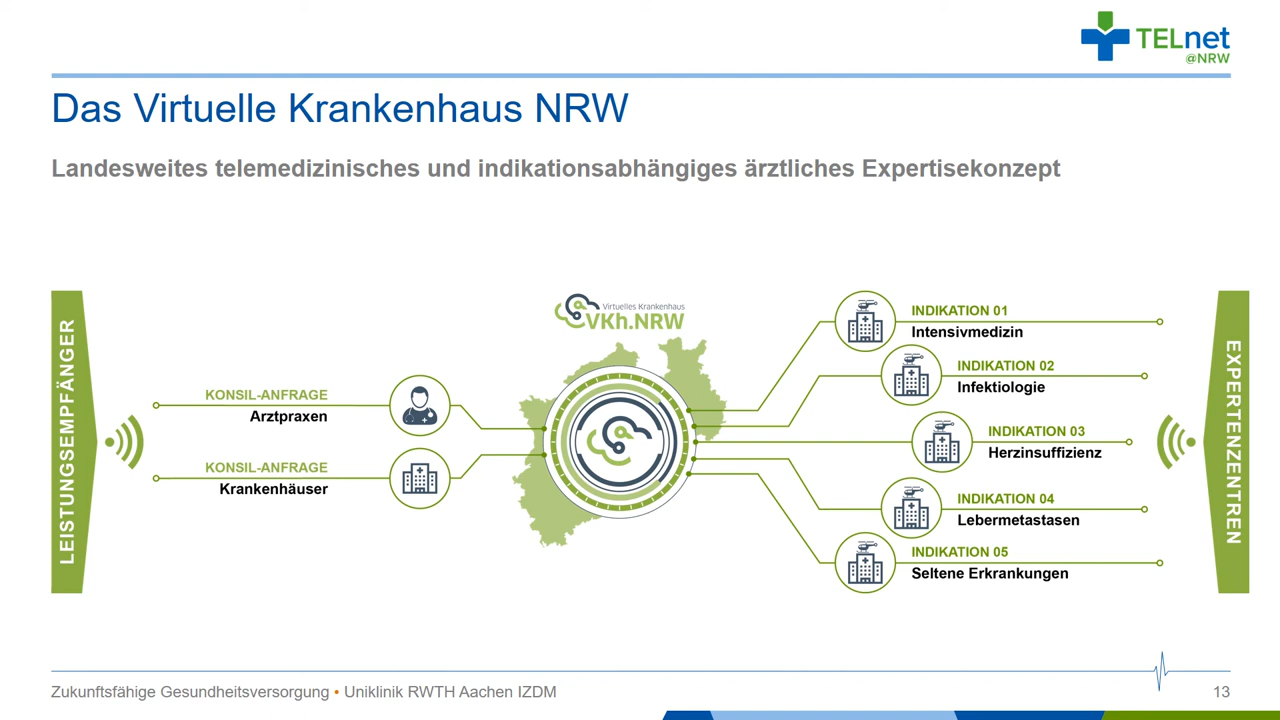 TELnet
@NRW
Das Virtuelle Krankenhaus NRW
Landesweites telemedizinisches und indikationsabhängiges ärztliches Expertisekonzept
LEISTUNGSEMPFÄNGER
KONSIL-ANFRAGE
Arztpraxen
KONSIL-ANFRAGE
Krankenhäuser
Virtuelles Krankenhaus
VKh.NRW
INDIKATION 01
Intensivmedizin
INDIKATION 02
Infektiologie
INDIKATION 03
Herzinsuffizienz
INDIKATION 04
Lebermetastasen
INDIKATION 05
Seltene Erkrankungen
EXPERTENZENTREN
Zukunftsfähige Gesundheitsversorgung • Uniklinik RWTH Aachen IZDM
13